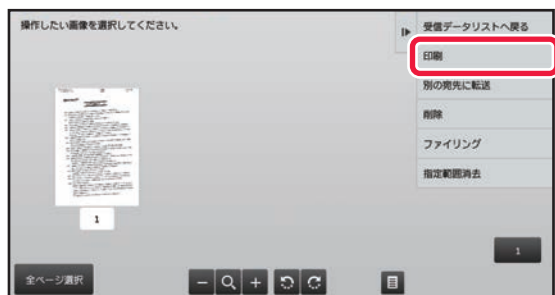 操作したい画像を選択してください。
受信データリストへ戻る
印刷
別の宛先に転送
削除
ファイリング
指定範囲消去
1
1
全ページ選択